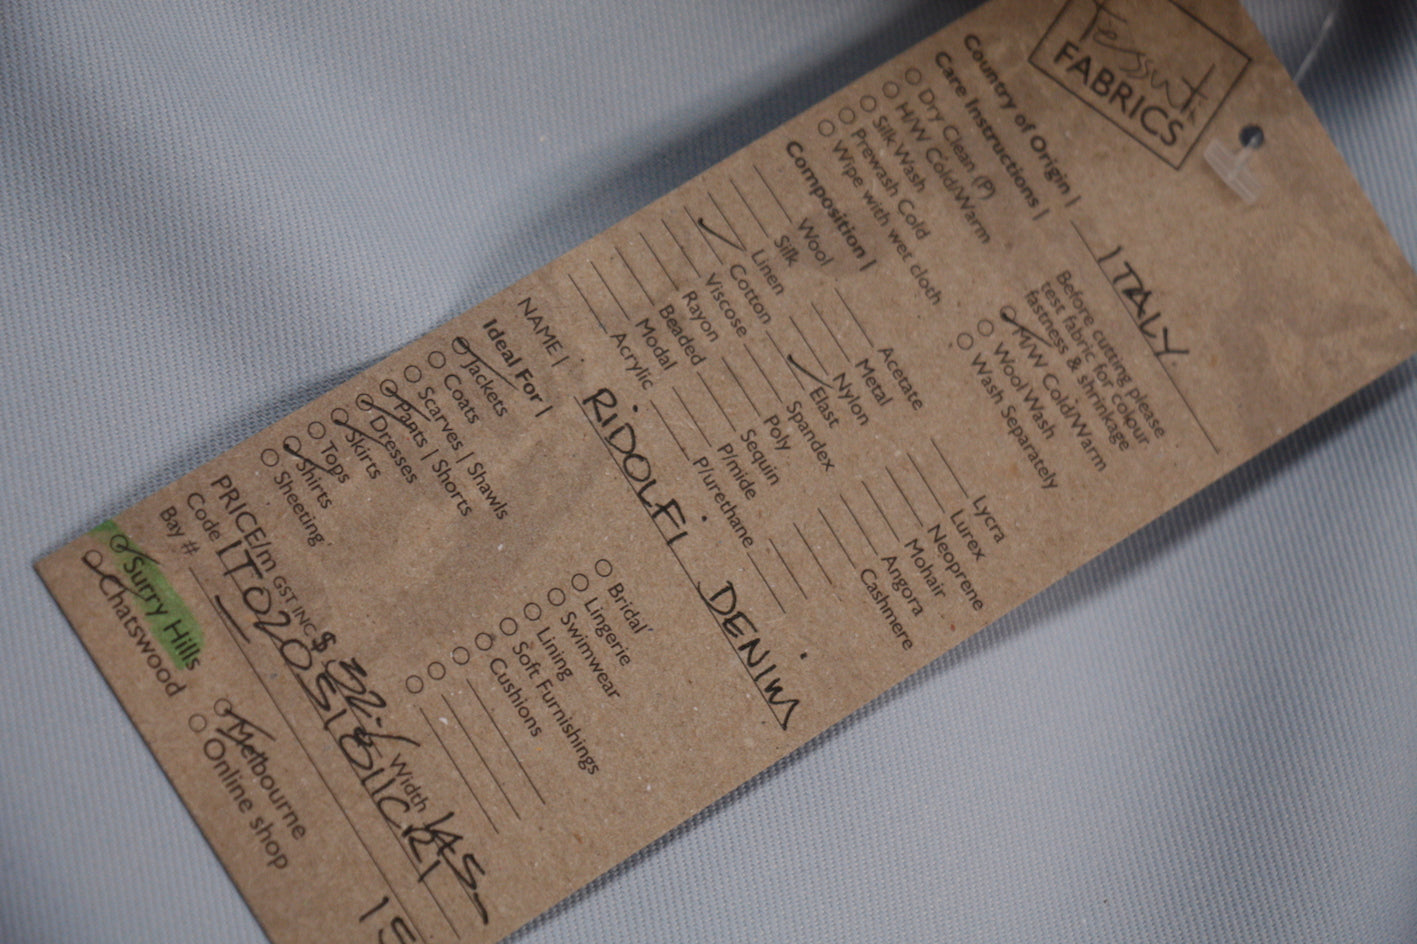 Tessuti
FABRICS
Country of Origin | ITALY
Care Instructions |
Dry Clean (P)
H/W Cold/Warm
Silk Wash
Prewash Cold
Wipe with wet cloth
Before cutting please
test fabric for colour
fastness & shrinkage
H/W Cold/Warm
Wool Wash
Wash Separately
Composition |
Wool
Silk
Linen
Cotton
Viscose
Rayon
Beaded
Modal
Acrylic
Acetate
Metal
Nylon
Elast
Spandex
Poly
Sequin
P/mide
P/urethane
Lycra
Lurex
Neoprene
Mohair
Angora
Cashmere
NAME | RIDOLFI DENIM
Ideal For |
Jackets
Coats
Scarves | Shawls
Pants | Shorts
Dresses
Skirts
Tops
Shirts
Sheeting
Bridal
Lingerie
Swimwear
Lining
Soft Furnishings
Cushions
PRICE/m GST INC $ Width 145
Code
Bay #
Surry Hills
Chatswood
Melbourne
Online shop